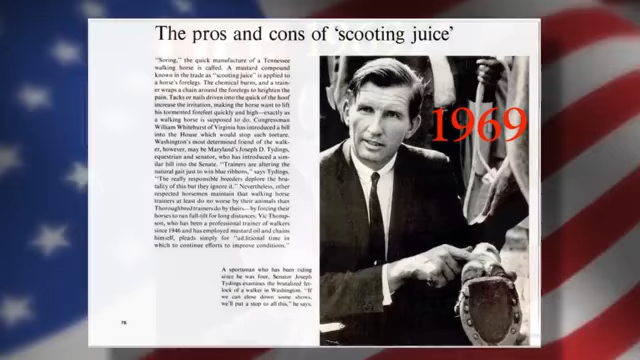 The pros and cons of 'scooting juice'
"Soring," the quick manufacture of a Tennessee
walking horse is called. A mustard compound
known in the trade as "scooting juice" is applied to
a horse's forelegs. The chemical burns, and a train-
er wraps a chain around the forelegs to heighten the
pain. Tacks or nails driven into the quick of the hoof
increase the irritation, making the horse want to lift
his tormented forefeet quickly and high—exactly as
a walking horse is supposed to do. Congressman
William Whitehurst of Virginia has introduced a bill
into the House which would stop such torture.
Washington's most determined friend of the walk-
er, however, may be Maryland's Joseph D. Tydings,
equestrian and senator, who has introduced a sim-
ilar bill into the Senate. "Trainers are altering the
natural gait just to win blue ribbons," says Tydings.
"The really responsible breeders deplore the bru-
tality of this but they ignore it." Nevertheless, other
respected horsemen maintain that walking horse
trainers at least do no worse by their animals than
Thoroughbred trainers do by theirs—by forcing their
horses to run full-tilt for long distances. Vic Thomp-
son, who has been a professional trainer of walkers
since 1946 and has employed mustard oil and chains
himself, pleads simply for "additional time in
which to continue efforts to improve conditions."
1969
A sportsman who has been riding
since he was four, Senator Joseph
Tydings examines the brutalized fet-
lock of a walker in Washington. "If
we can close down some shows,
we'll put a stop to all this," he says.
78